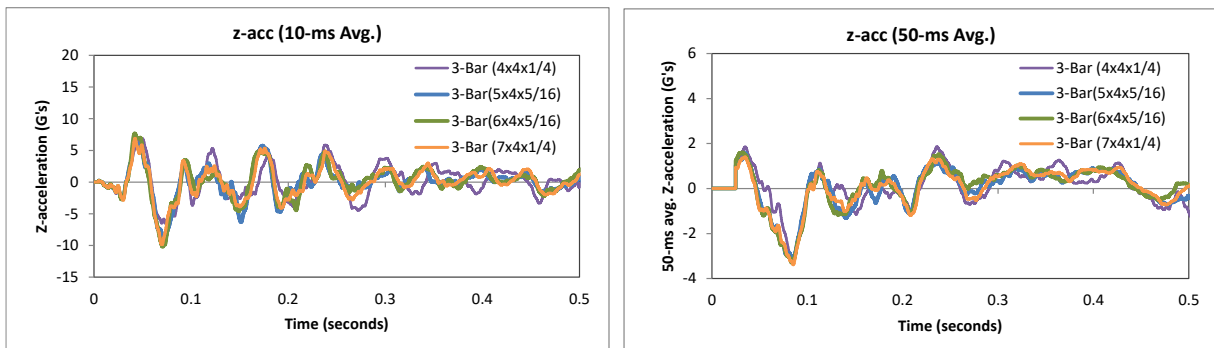 z-acc (10-ms Avg.)
20
15
10
5
0
-5
-10
-15
Z-acceleration (G's)
3-Bar (4x4x1/4)
3-Bar(5x4x5/16)
3-Bar(6x4x5/16)
3-Bar (7x4x1/4)
0 0.1 0.2 0.3 0.4 0.5
Time (seconds)
z-acc (50-ms Avg.)
6
4
2
0
-2
-4
50-ms avg. Z-acceleration (G's)
3-Bar (4x4x1/4)
3-Bar(5x4x5/16)
3-Bar(6x4x5/16)
3-Bar (7x4x1/4)
0 0.1 0.2 0.3 0.4 0.5
Time (seconds)